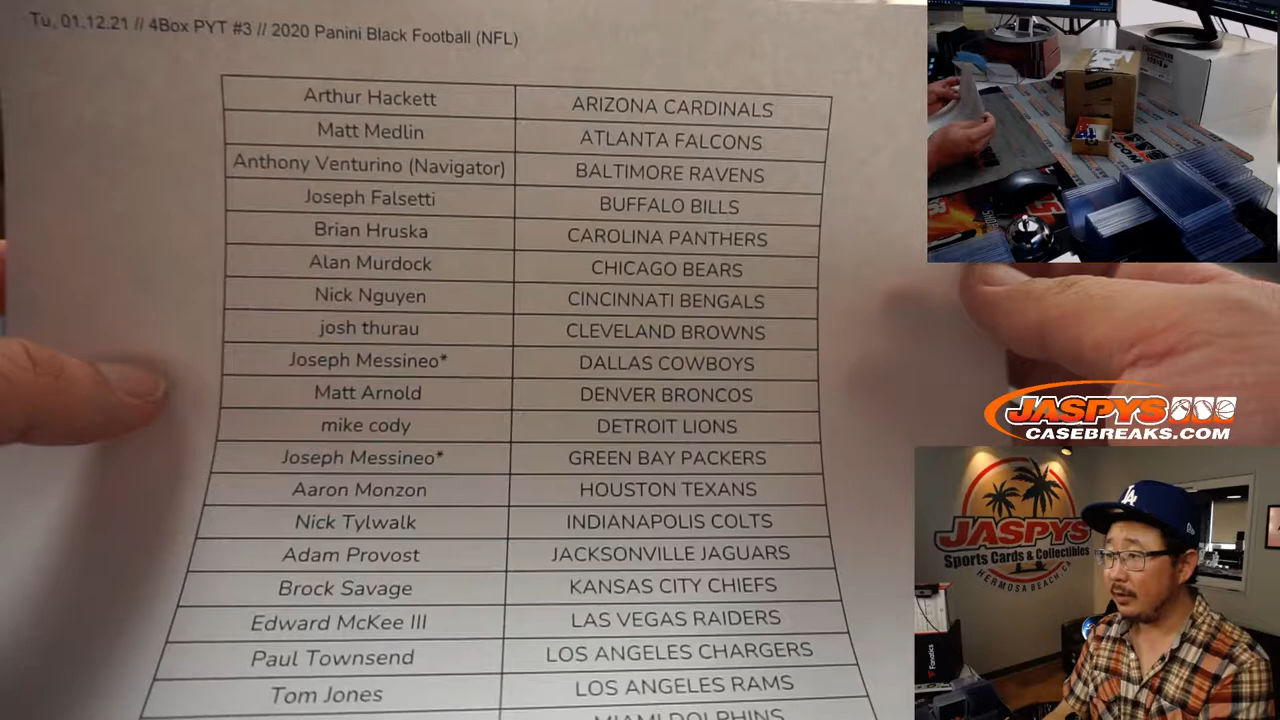 Tu, 01.12.21 // 4Box PYT #3 // 2020 Panini Black Football (NFL)
Arthur Hackett ARIZONA CARDINALS
Matt Medlin ATLANTA FALCONS
Anthony Venturino (Navigator) BALTIMORE RAVENS
Joseph Falsetti BUFFALO BILLS
Brian Hruska CAROLINA PANTHERS
Alan Murdock CHICAGO BEARS
Nick Nguyen CINCINNATI BENGALS
josh thurau CLEVELAND BROWNS
Joseph Messineo* DALLAS COWBOYS
Matt Arnold DENVER BRONCOS
mike cody DETROIT LIONS
Joseph Messineo* GREEN BAY PACKERS
Aaron Monzon HOUSTON TEXANS
Nick Tylwalk INDIANAPOLIS COLTS
Adam Provost JACKSONVILLE JAGUARS
Brock Savage KANSAS CITY CHIEFS
Edward McKee III LAS VEGAS RAIDERS
Paul Townsend LOS ANGELES CHARGERS
Tom Jones LOS ANGELES RAMS
MIAMI DOLPHINS
JASPYS
CASEBREAKS.COM
JASPYS
Sports Cards & Collectibles
HERMOSA BEACH, CA
LA
Fanatics